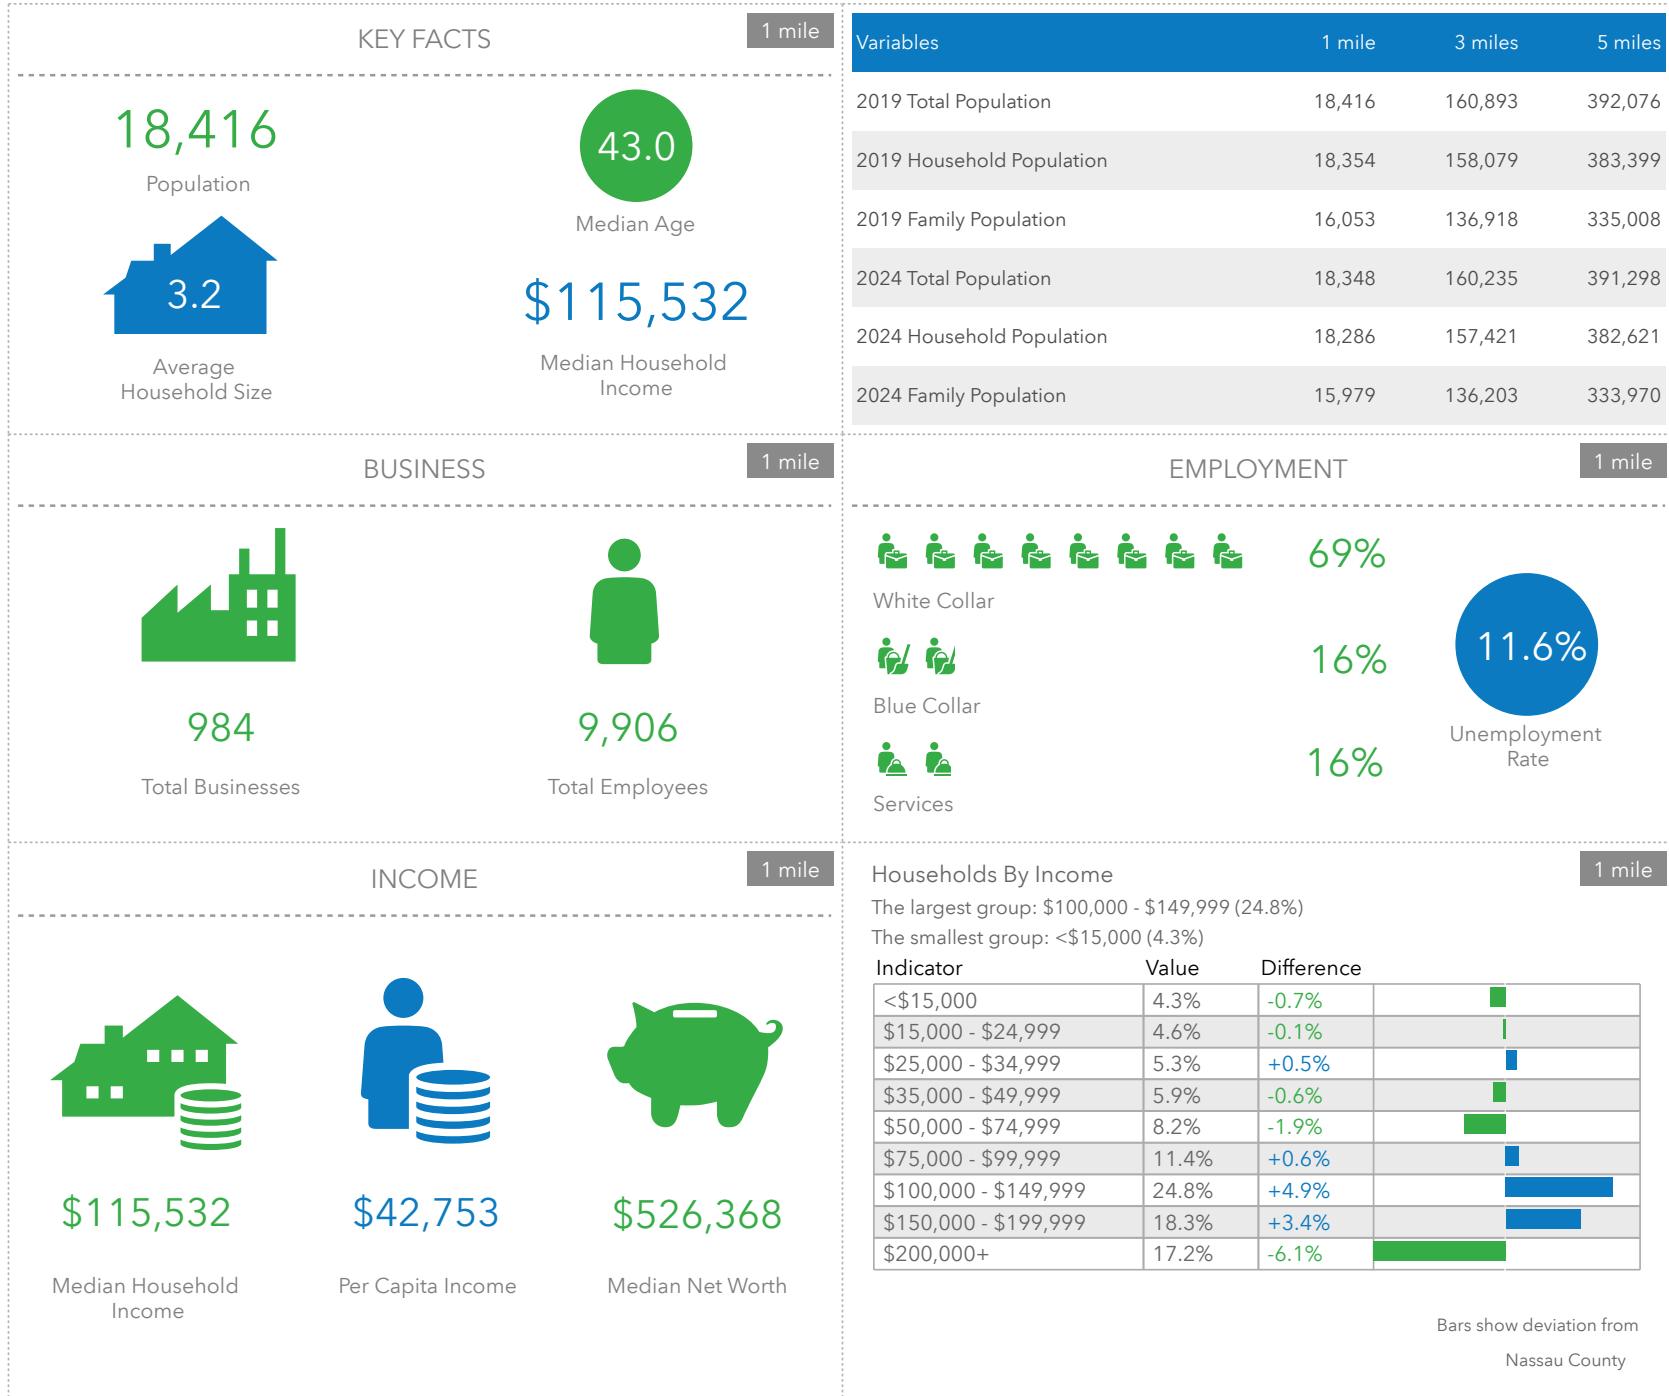 KEY FACTS
1 mile
18,416
Population
43.0
Median Age
3.2
Average
Household Size
$115,532
Median Household
Income
Variables 1 mile 3 miles 5 miles
2019 Total Population 18,416 160,893 392,076
2019 Household Population 18,354 158,079 383,399
2019 Family Population 16,053 136,918 335,008
2024 Total Population 18,348 160,235 391,298
2024 Household Population 18,286 157,421 382,621
2024 Family Population 15,979 136,203 333,970
BUSINESS
1 mile
984
Total Businesses
9,906
Total Employees
EMPLOYMENT
1 mile
69%
White Collar
16%
Blue Collar
16%
Services
11.6%
Unemployment
Rate
INCOME
1 mile
$115,532
Median Household
Income
$42,753
Per Capita Income
$526,368
Median Net Worth
Households By Income
1 mile
The largest group: $100,000 - $149,999 (24.8%)
The smallest group: <$15,000 (4.3%)
Indicator Value Difference
<$15,000 4.3% -0.7%
$15,000 - $24,999 4.6% -0.1%
$25,000 - $34,999 5.3% +0.5%
$35,000 - $49,999 5.9% -0.6%
$50,000 - $74,999 8.2% -1.9%
$75,000 - $99,999 11.4% +0.6%
$100,000 - $149,999 24.8% +4.9%
$150,000 - $199,999 18.3% +3.4%
$200,000+ 17.2% -6.1%
Bars show deviation from
Nassau County